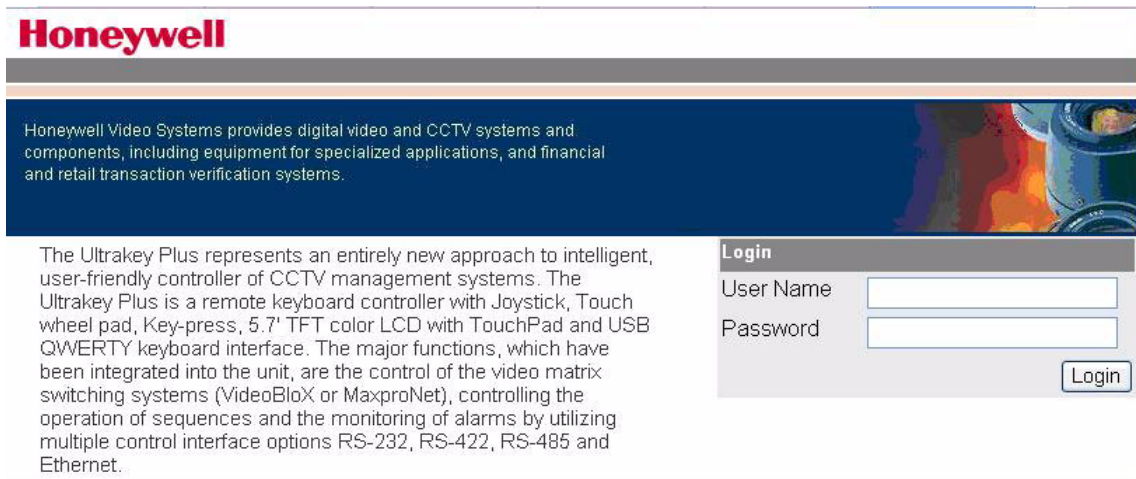 Honeywell
Honeywell Video Systems provides digital video and CCTV systems and
components, including equipment for specialized applications, and financial
and retail transaction verification systems.
The Ultrakey Plus represents an entirely new approach to intelligent,
user-friendly controller of CCTV management systems. The
Ultrakey Plus is a remote keyboard controller with Joystick, Touch
wheel pad, Key-press, 5.7' TFT color LCD with TouchPad and USB
QWERTY keyboard interface. The major functions, which have
been integrated into the unit, are the control of the video matrix
switching systems (VideoBloX or MaxproNet), controlling the
operation of sequences and the monitoring of alarms by utilizing
multiple control interface options RS-232, RS-422, RS-485 and
Ethernet.
Login
User Name
Password
Login